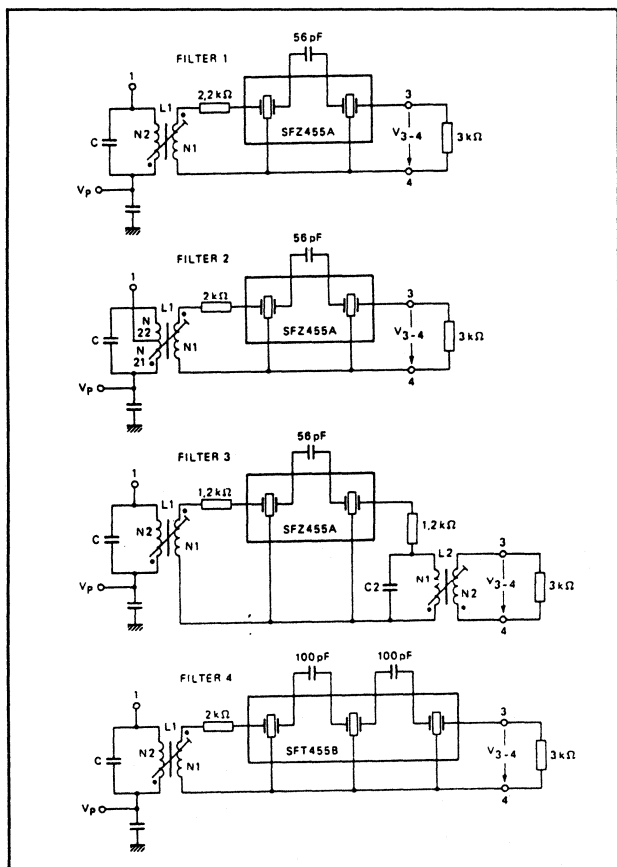 56 pF
FILTER 1
1
2,2 kΩ
L1
3
C
N2
N1
SFZ455A
V3-4
3 kΩ
4
Vp
56 pF
FILTER 2
1
2 kΩ
L1
3
C
N
22
N
21
N1
SFZ455A
V3-4
3 kΩ
4
Vp
56 pF
FILTER 3
1
1,2 kΩ
L1
C
N2
N1
SFZ455A
1,2 kΩ
L2
3
C2
N1
N2
V3-4
3 kΩ
4
Vp
100 pF 100 pF
FILTER 4
1
2 kΩ
L1
3
C
N2
N1
SFT455B
V3-4
3 kΩ
4
Vp